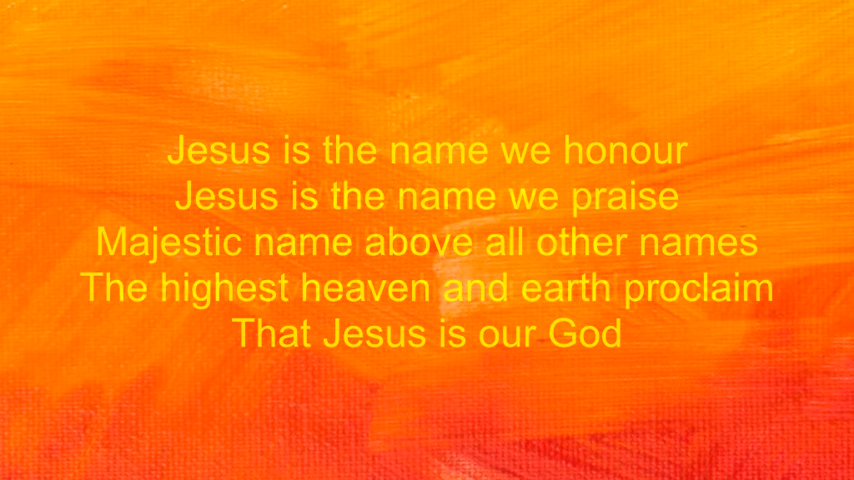 Jesus is the name we honour
Jesus is the name we praise
Majestic name above all other names
The highest heaven and earth proclaim
That Jesus is our God